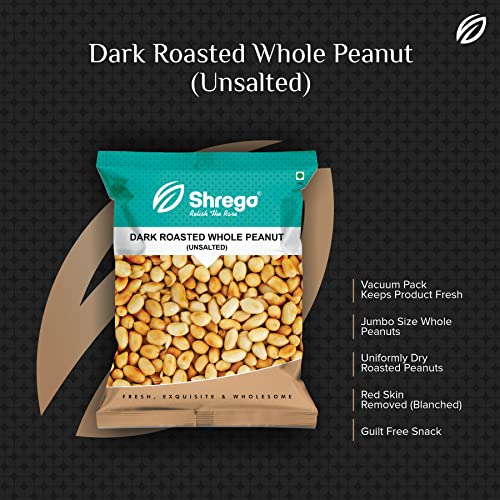 Dark Roasted Whole Peanut
(Unsalted)
Shrego®
Relish The Rare
DARK ROASTED WHOLE PEANUT
(UNSALTED)
FRESH, EXQUISITE & WHOLESOME
Vacuum Pack
Keeps Product Fresh
Jumbo Size Whole
Peanuts
Uniformly Dry
Roasted Peanuts
Red Skin
Removed (Blanched)
Guilt Free Snack